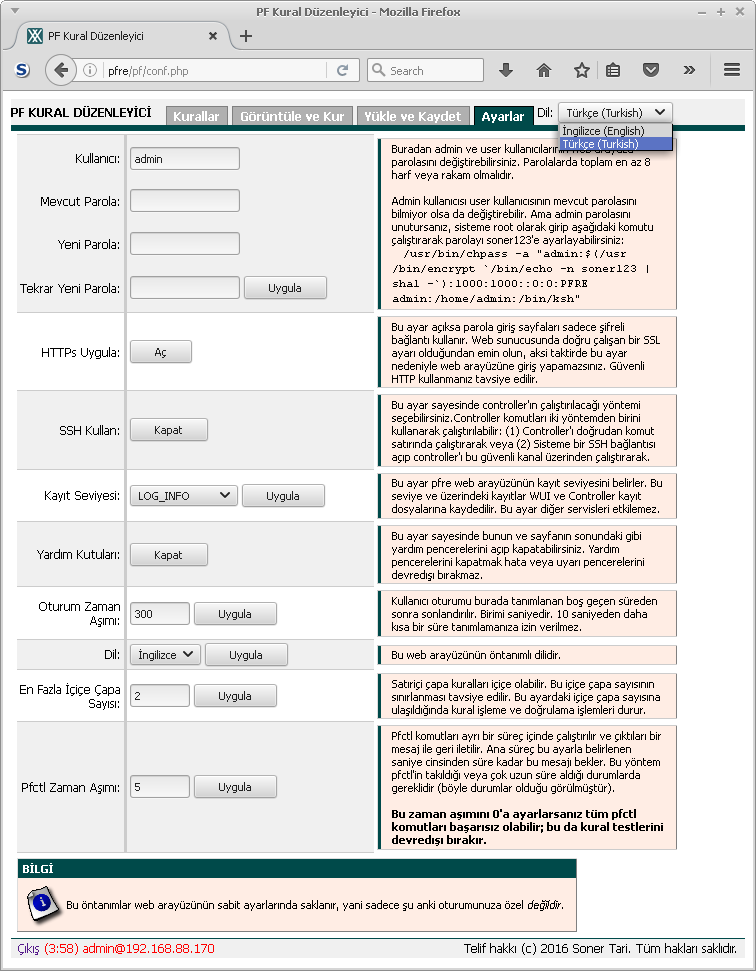 PF Kural Düzenleyici - Mozilla Firefox
PF Kural Düzenleyici
pfre/pf/conf.php
Search
PF KURAL DÜZENLEYİCİ
Kurallar
Görüntüle ve Kur
Yükle ve Kaydet
Ayarlar
Dil:
Türkçe (Turkish)
İngilizce (English)
Türkçe (Turkish)
Kullanıcı:
admin
Mevcut Parola:
Yeni Parola:
Tekrar Yeni Parola:
Uygula
Buradan admin ve user kullanıcılarının web arayüzü
parolasını değiştirebilirsiniz. Parolalarda toplam en az 8
harf veya rakam olmalıdır.
Admin kullanıcısı user kullanıcısının mevcut parolasını
bilmiyor olsa da değiştirebilir. Ama admin parolasını
unutursanız, sisteme root olarak girip aşağıdaki komutu
çalıştırarak parolayı soner123'e ayarlayabilirsiniz:
/usr/bin/chpass -a "admin:$(/usr
/bin/encrypt `/bin/echo -n soner123 |
sha1 -`):1000:1000::0:0:PFRE
admin:/home/admin:/bin/ksh"
HTTPs Uygula:
Aç
Bu ayar açıksa parola giriş sayfaları sadece şifreli
bağlantı kullanır. Web sunucusunda doğru çalışan bir SSL
ayarı olduğundan emin olun, aksi taktirde bu ayar
nedeniyle web arayüzüne giriş yapamazsınız. Güvenli
HTTP kullanmanız tavsiye edilir.
SSH Kullan:
Kapat
Bu ayar sayesinde controller'ın çalıştırılacağı yöntemi
seçebilirsiniz.Controller komutları iki yöntemden birini
kullanarak çalıştırılabilir: (1) Controller'ı doğrudan komut
satırında çalıştırarak veya (2) Sisteme bir SSH bağlantısı
açıp controller'ı bu güvenli kanal üzerinden çalıştırarak.
Kayıt Seviyesi:
LOG_INFO
Uygula
Bu ayar pfre web arayüzünün kayıt seviyesini belirler. Bu
seviye ve üzerindeki kayıtlar WUI ve Controller kayıt
dosyalarına kaydedilir. Bu ayar diğer servisleri etkilemez.
Yardım Kutuları:
Kapat
Bu ayar sayesinde bunun ve sayfanın sonundaki gibi
yardım pencerelerini açıp kapatabilirsiniz. Yardım
pencerelerini kapatmak hata veya uyarı pencerelerini
devredışı bırakmaz.
Oturum Zaman
Aşımı:
300
Uygula
Kullanıcı oturumu burada tanımlanan boş geçen süreden
sonra sonlandırılır. Birimi saniyedir. 10 saniyeden daha
kısa bir süre tanımlamanıza izin verilmez.
Dil:
İngilizce
Uygula
Bu web arayüzünün öntanımlı dilidir.
En Fazla İçiçe Çapa
Sayısı:
2
Uygula
Satıriçi çapa kuralları içiçe olabilir. Bu içiçe çapa sayısının
sınırlanması tavsiye edilir. Bu ayardaki içiçe çapa sayısına
ulaşıldığında kural işleme ve doğrulama işlemleri durur.
Pfctl Zaman Aşımı:
5
Uygula
Pfctl komutları ayrı bir süreç içinde çalıştırılır ve çıktıları bir
mesaj ile geri iletilir. Ana süreç bu ayarla belirlenen
saniye cinsinden süre kadar bu mesajı bekler. Bu yöntem
pfctl'in takıldığı veya çok uzun süre aldığı durumlarda
gereklidir (böyle durumlar olduğu görülmüştür).
Bu zaman aşımını 0'a ayarlarsanız tüm pfctl
komutları başarısız olabilir; bu da kural testlerini
devredışı bırakır.
BİLGİ
Bu öntanımlar web arayüzünün sabit ayarlarında saklanır, yani sadece şu anki oturumunuza özel değildir.
Çıkış (3:58) admin@192.168.88.170
Telif hakkı (c) 2016 Soner Tari. Tüm hakları saklıdır.